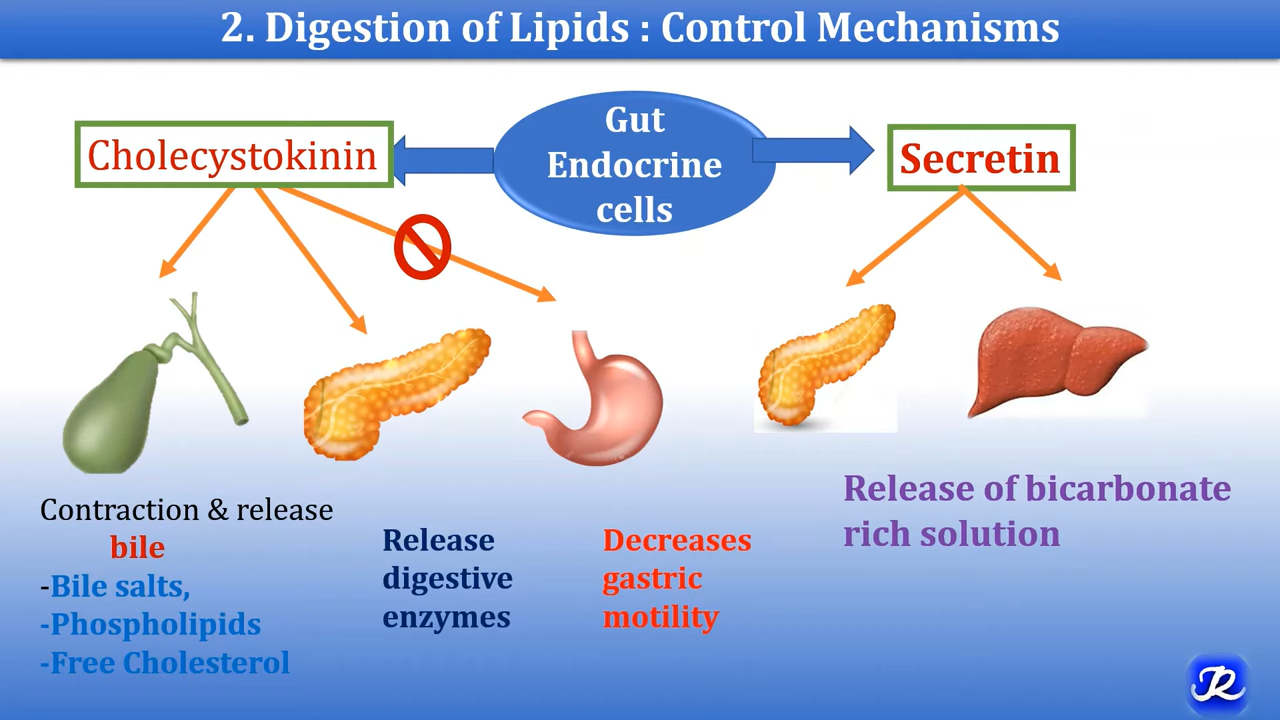 2. Digestion of Lipids : Control Mechanisms
Gut
Endocrine
cells
Cholecystokinin
Secretin
Contraction & release
bile
-Bile salts,
-Phospholipids
-Free Cholesterol
Release
digestive
enzymes
Decreases
gastric
motility
Release of bicarbonate
rich solution
JR